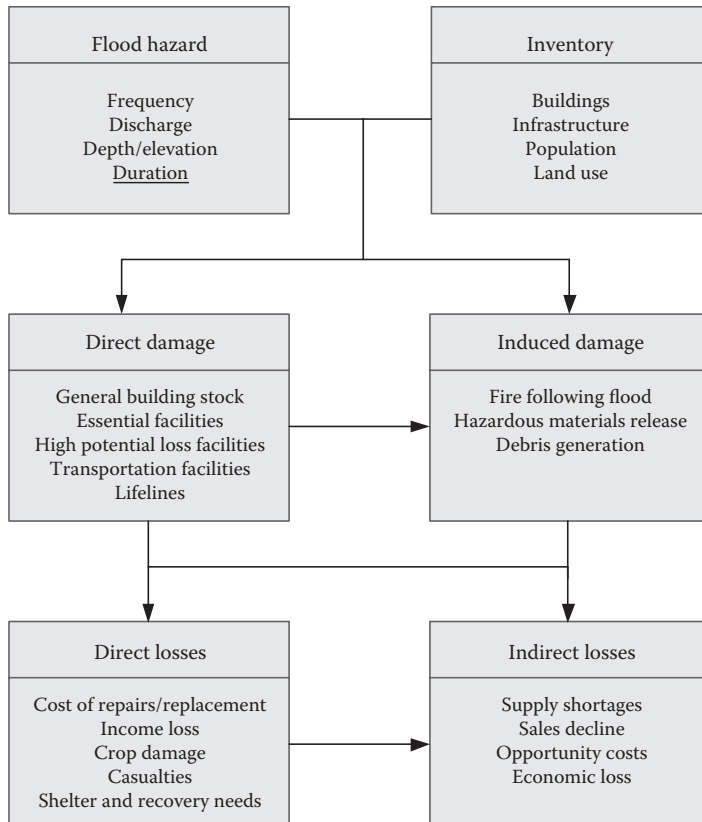 Flood hazard
Frequency
Discharge
Depth/elevation
Duration
Inventory
Buildings
Infrastructure
Population
Land use
Direct damage
General building stock
Essential facilities
High potential loss facilities
Transportation facilities
Lifelines
Induced damage
Fire following flood
Hazardous materials release
Debris generation
Direct losses
Cost of repairs/replacement
Income loss
Crop damage
Casualties
Shelter and recovery needs
Indirect losses
Supply shortages
Sales decline
Opportunity costs
Economic loss